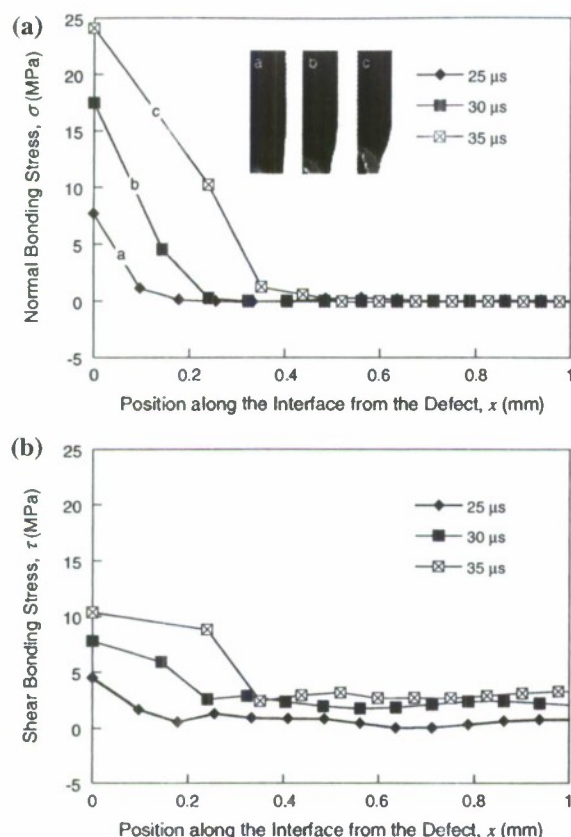 (a)
25
20
15
10
5
0
-5
Normal Bonding Stress, σ (MPa)
a
b
c
a
b
c
25 μs
30 μs
35 μs
0
0.2
0.4
0.6
0.8
1
Position along the Interface from the Defect, x (mm)
(b)
25
20
15
10
5
0
-5
Shear Bonding Stress, τ (MPa)
25 μs
30 μs
35 μs
0
0.2
0.4
0.6
0.8
1
Position along the Interface from the Defect, x (mm)